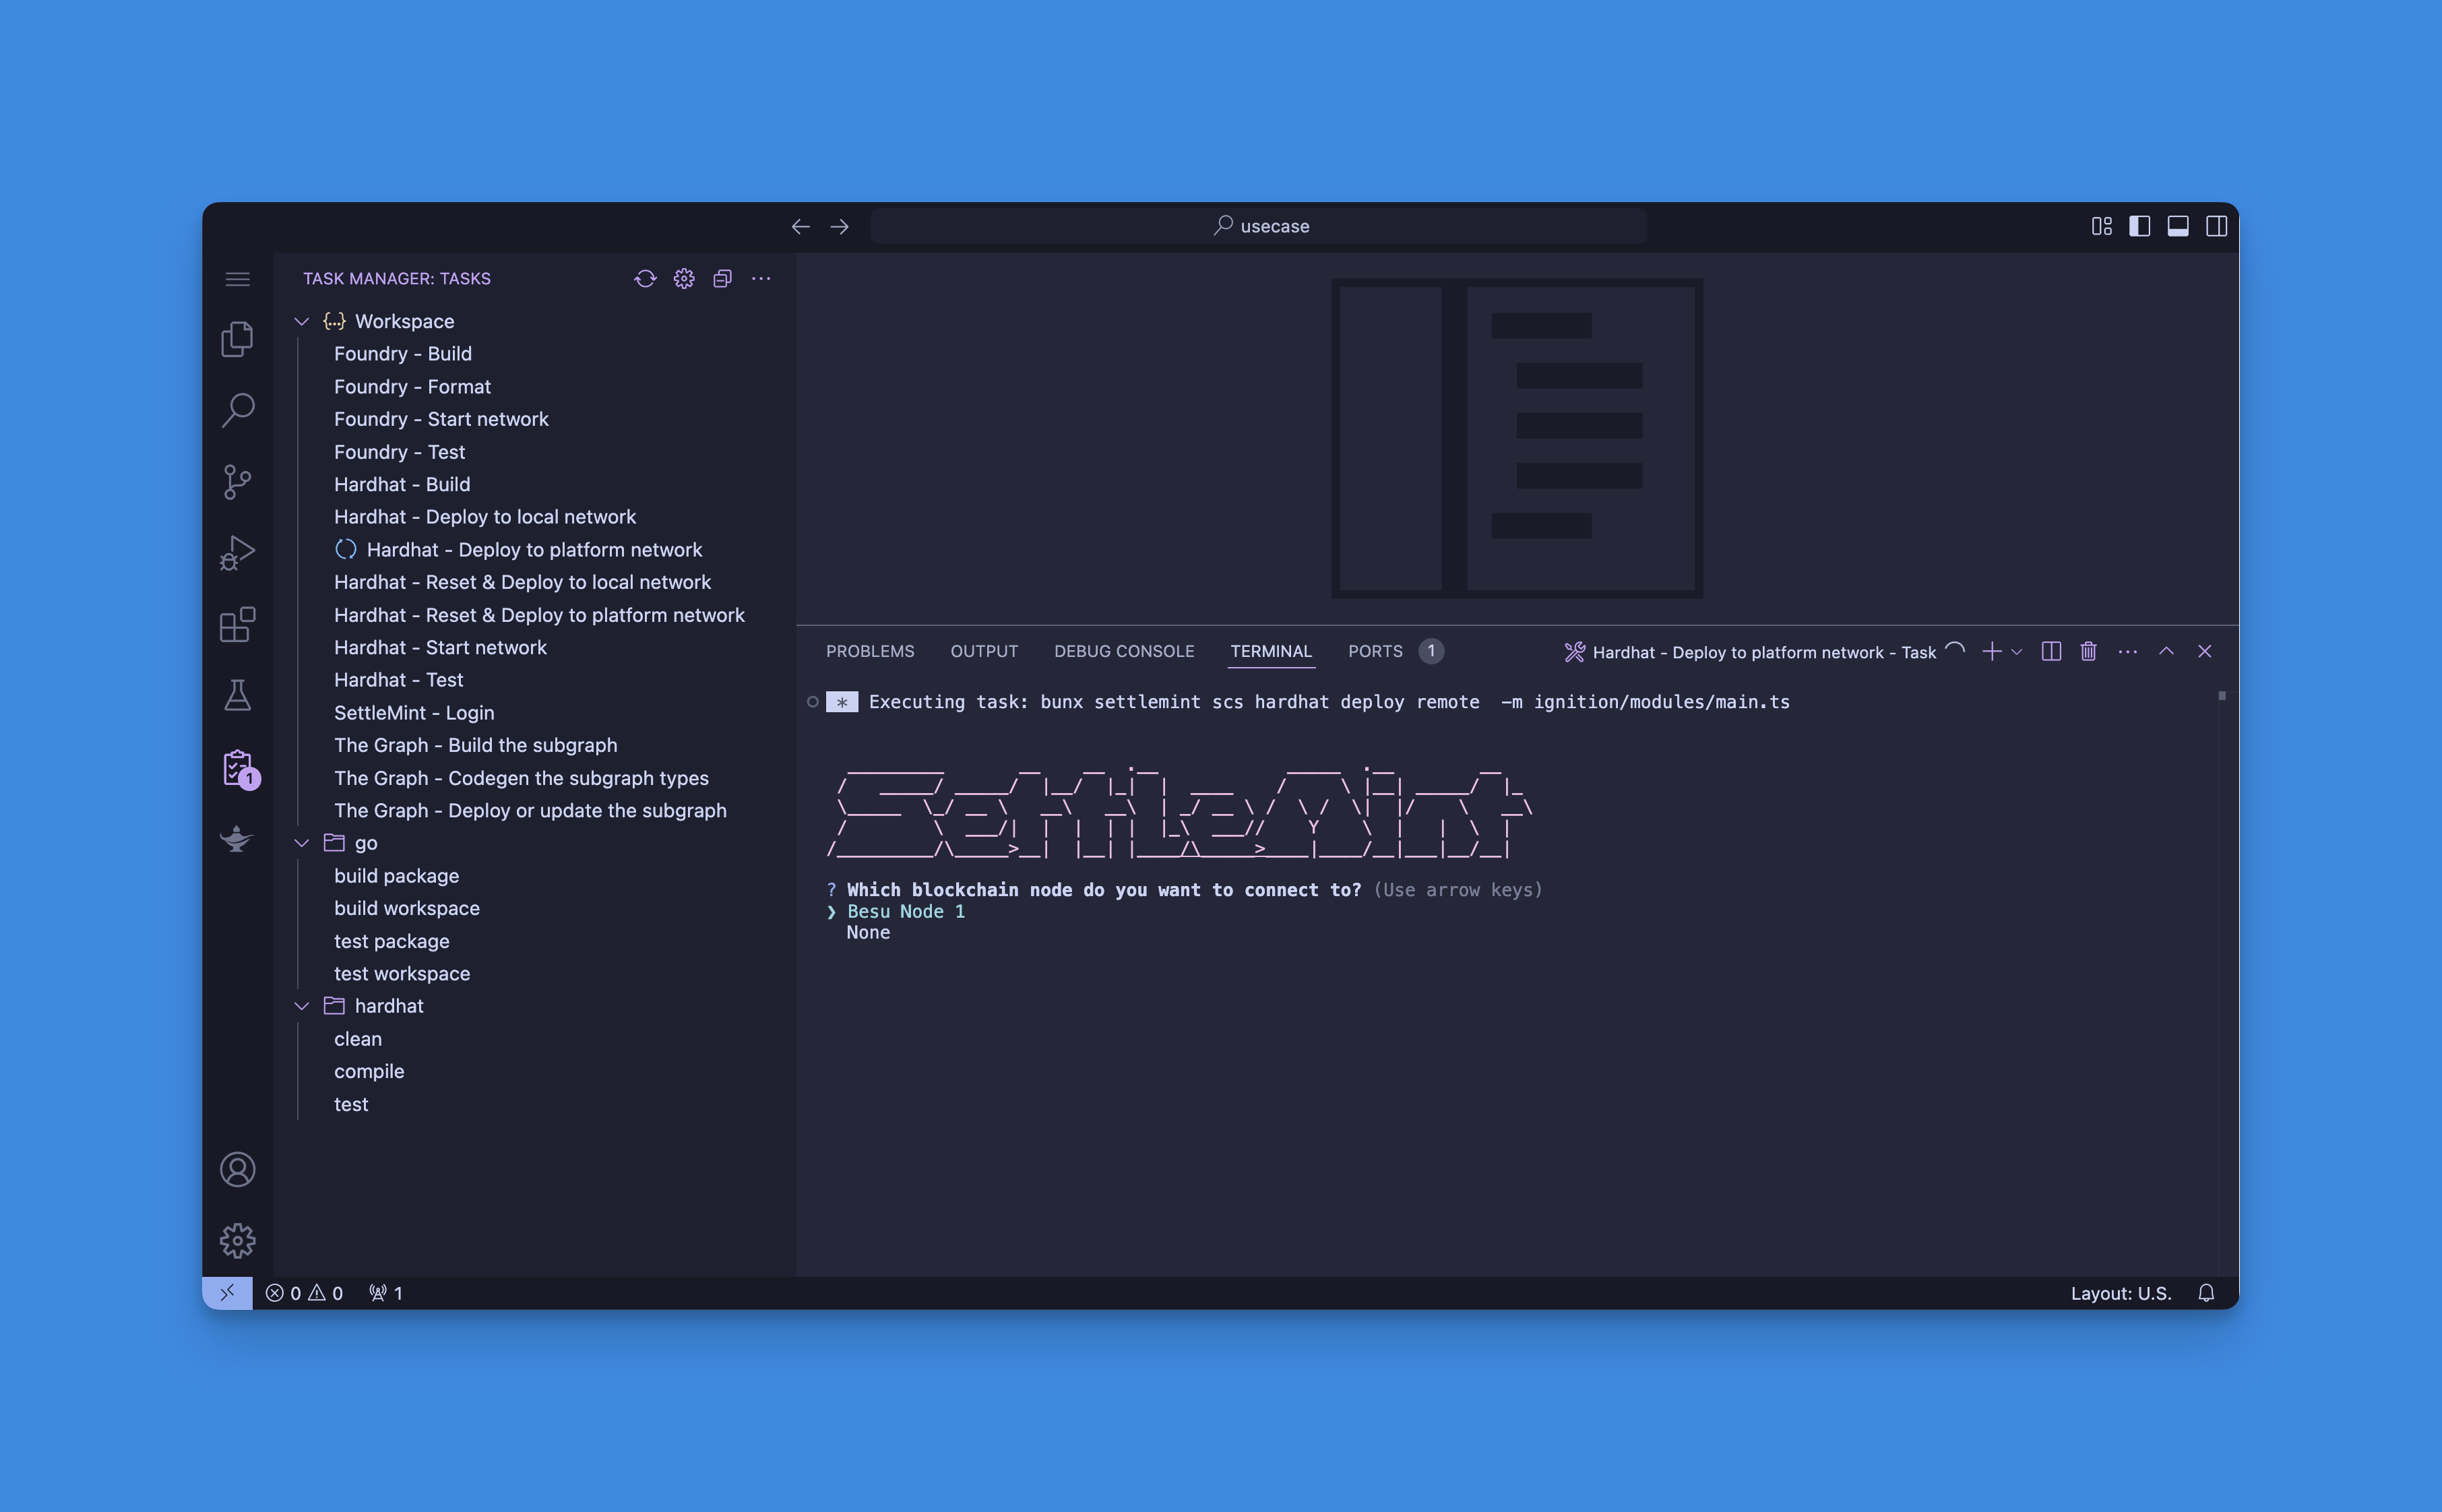 usecase
TASK MANAGER: TASKS
{...} Workspace
Foundry - Build
Foundry - Format
Foundry - Start network
Foundry - Test
Hardhat - Build
Hardhat - Deploy to local network
Hardhat - Deploy to platform network
Hardhat - Reset & Deploy to local network
Hardhat - Reset & Deploy to platform network
Hardhat - Start network
Hardhat - Test
SettleMint - Login
The Graph - Build the subgraph
The Graph - Codegen the subgraph types
The Graph - Deploy or update the subgraph
go
build package
build workspace
test package
test workspace
hardhat
clean
compile
test
1
PROBLEMS OUTPUT DEBUG CONSOLE TERMINAL PORTS 1 Hardhat - Deploy to platform network - Task
* Executing task: bunx settlemint scs hardhat deploy remote  -m ignition/modules/main.ts
SettleMint
? Which blockchain node do you want to connect to? (Use arrow keys)
❯ Besu Node 1
None
0 0 1
Layout: U.S.